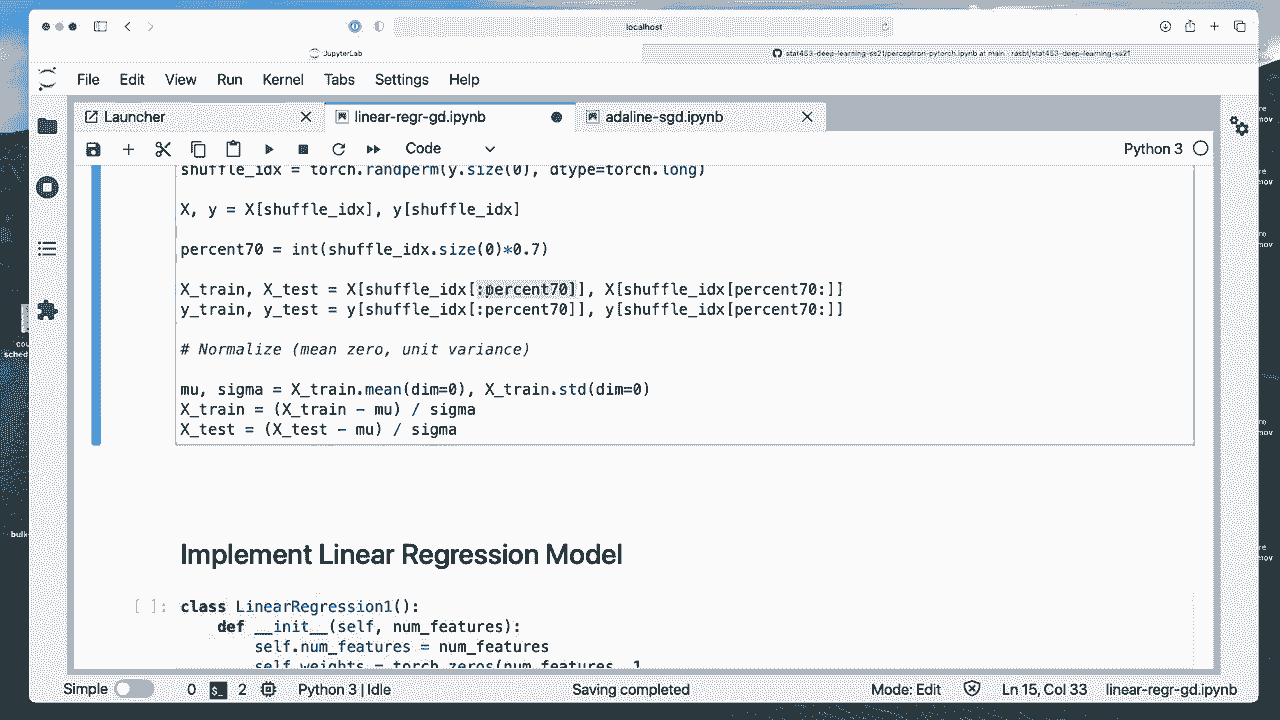 localhost
JupyterLab
stat453-deep-learning-ss21/perceptron-pytorch.ipynb at main · rasbt/stat453-deep-learning-ss21
File Edit View Run Kernel Tabs Settings Help
Launcher linear-regr-gd.ipynb adaline-sgd.ipynb
Code Python 3
shuffle_idx = torch.randperm(y.size(0), dtype=torch.long)
X, y = X[shuffle_idx], y[shuffle_idx]
percent70 = int(shuffle_idx.size(0)*0.7)
X_train, X_test = X[shuffle_idx[:percent70]], X[shuffle_idx[percent70:]]
y_train, y_test = y[shuffle_idx[:percent70]], y[shuffle_idx[percent70:]]
# Normalize (mean zero, unit variance)
mu, sigma = X_train.mean(dim=0), X_train.std(dim=0)
X_train = (X_train - mu) / sigma
X_test = (X_test - mu) / sigma
Implement Linear Regression Model
[ ]: class LinearRegression1():
def __init__(self, num_features):
self.num_features = num_features
self.weights = torch.zeros(num_features, 1
Simple 0 2 Python 3 | Idle Saving completed Mode: Edit Ln 15, Col 33 linear-regr-gd.ipynb